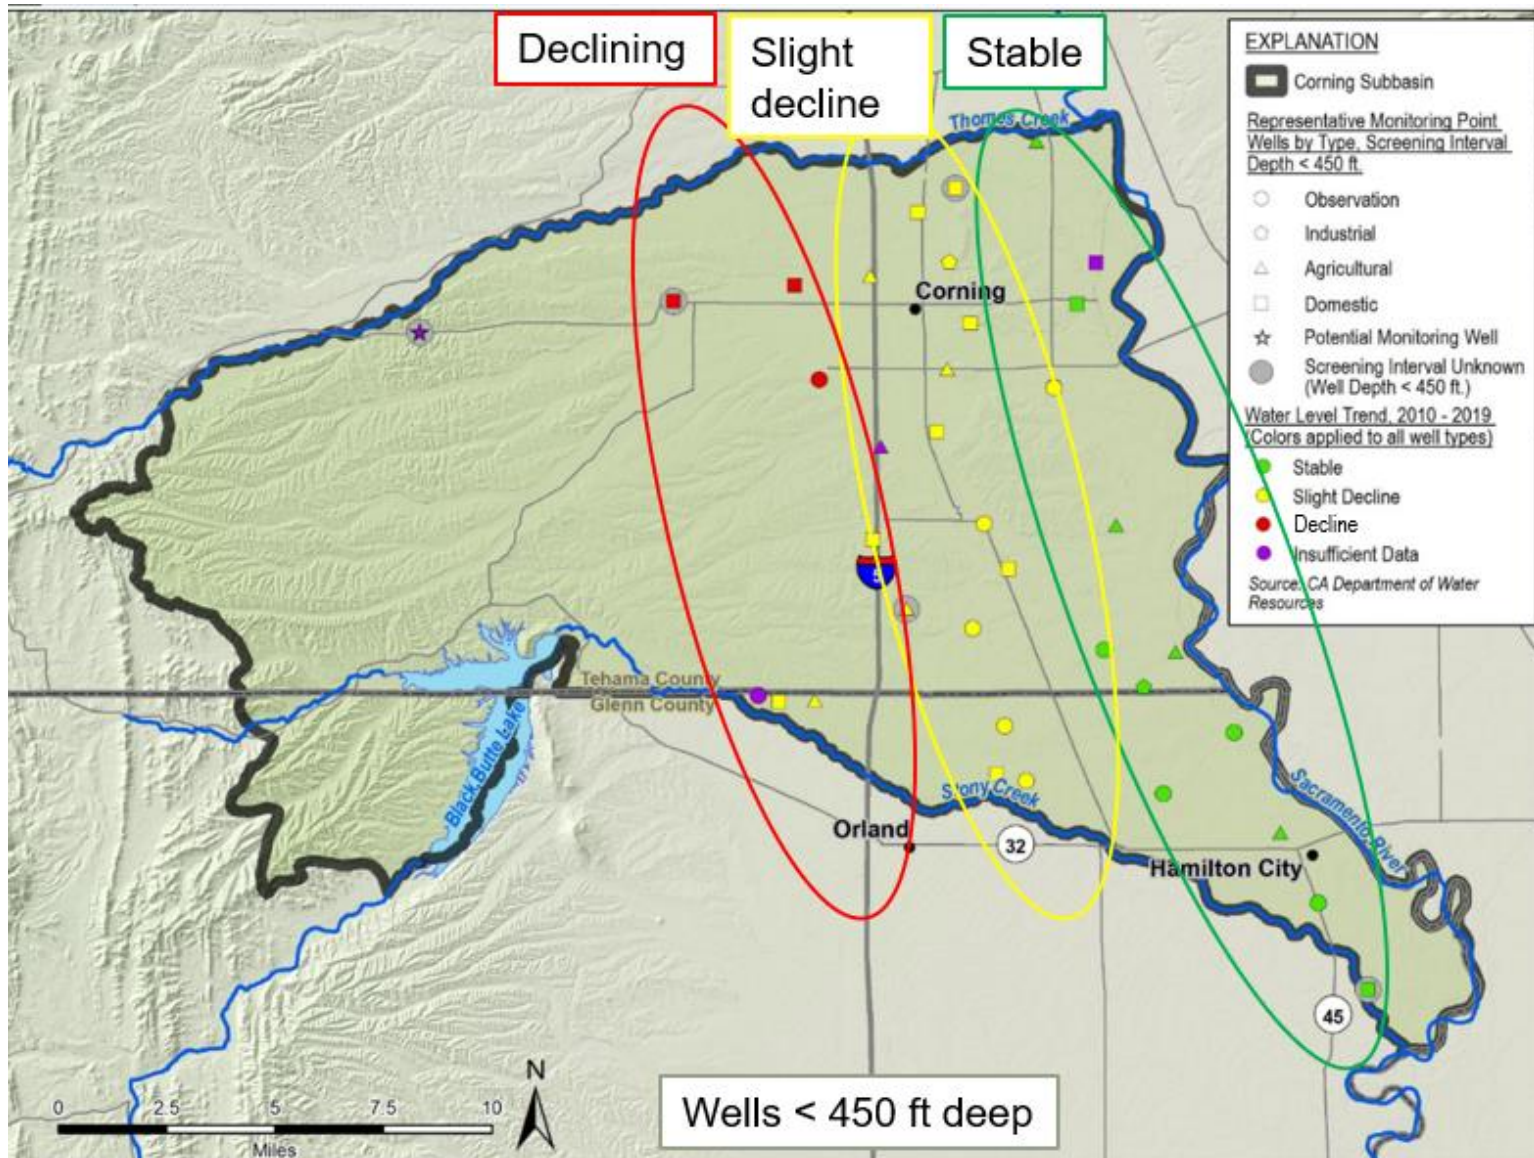 Declining
Slight
decline
Stable
EXPLANATION
Corning Subbasin
Representative Monitoring Point
Wells by Type, Screening Interval
Depth < 450 ft.
Observation
Industrial
Agricultural
Domestic
Potential Monitoring Well
Screening Interval Unknown
(Well Depth < 450 ft.)
Water Level Trend, 2010 - 2019
(Colors applied to all well types)
Stable
Slight Decline
Decline
Insufficient Data
Source: CA Department of Water
Resources
Thomes Creek
Corning
5
Tehama County
Glenn County
Black Butte Lake
Stony Creek
Sacramento River
Orland
32
Hamilton City
45
N
0 2.5 5 7.5 10
Miles
Wells < 450 ft deep